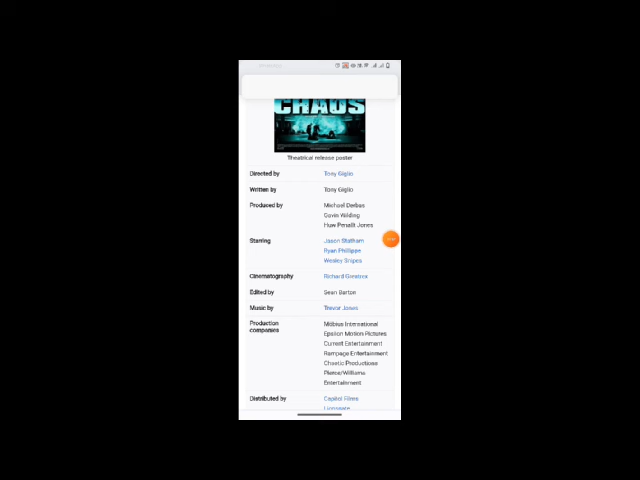 CHAOS
Theatrical release poster
Directed by Tony Giglio
Written by Tony Giglio
Produced by Michael Derbas
Gavin Wilding
Huw Penallt Jones
Starring Jason Statham
Ryan Phillippe
Wesley Snipes
Cinematography Richard Greatrex
Edited by Sean Barton
Music by Trevor Jones
Production
companies
Mobius International
Epsilon Motion Pictures
Current Entertainment
Rampage Entertainment
Chaotic Productions
Pierce/Williams
Entertainment
Distributed by Capitol Films
Lionsgate